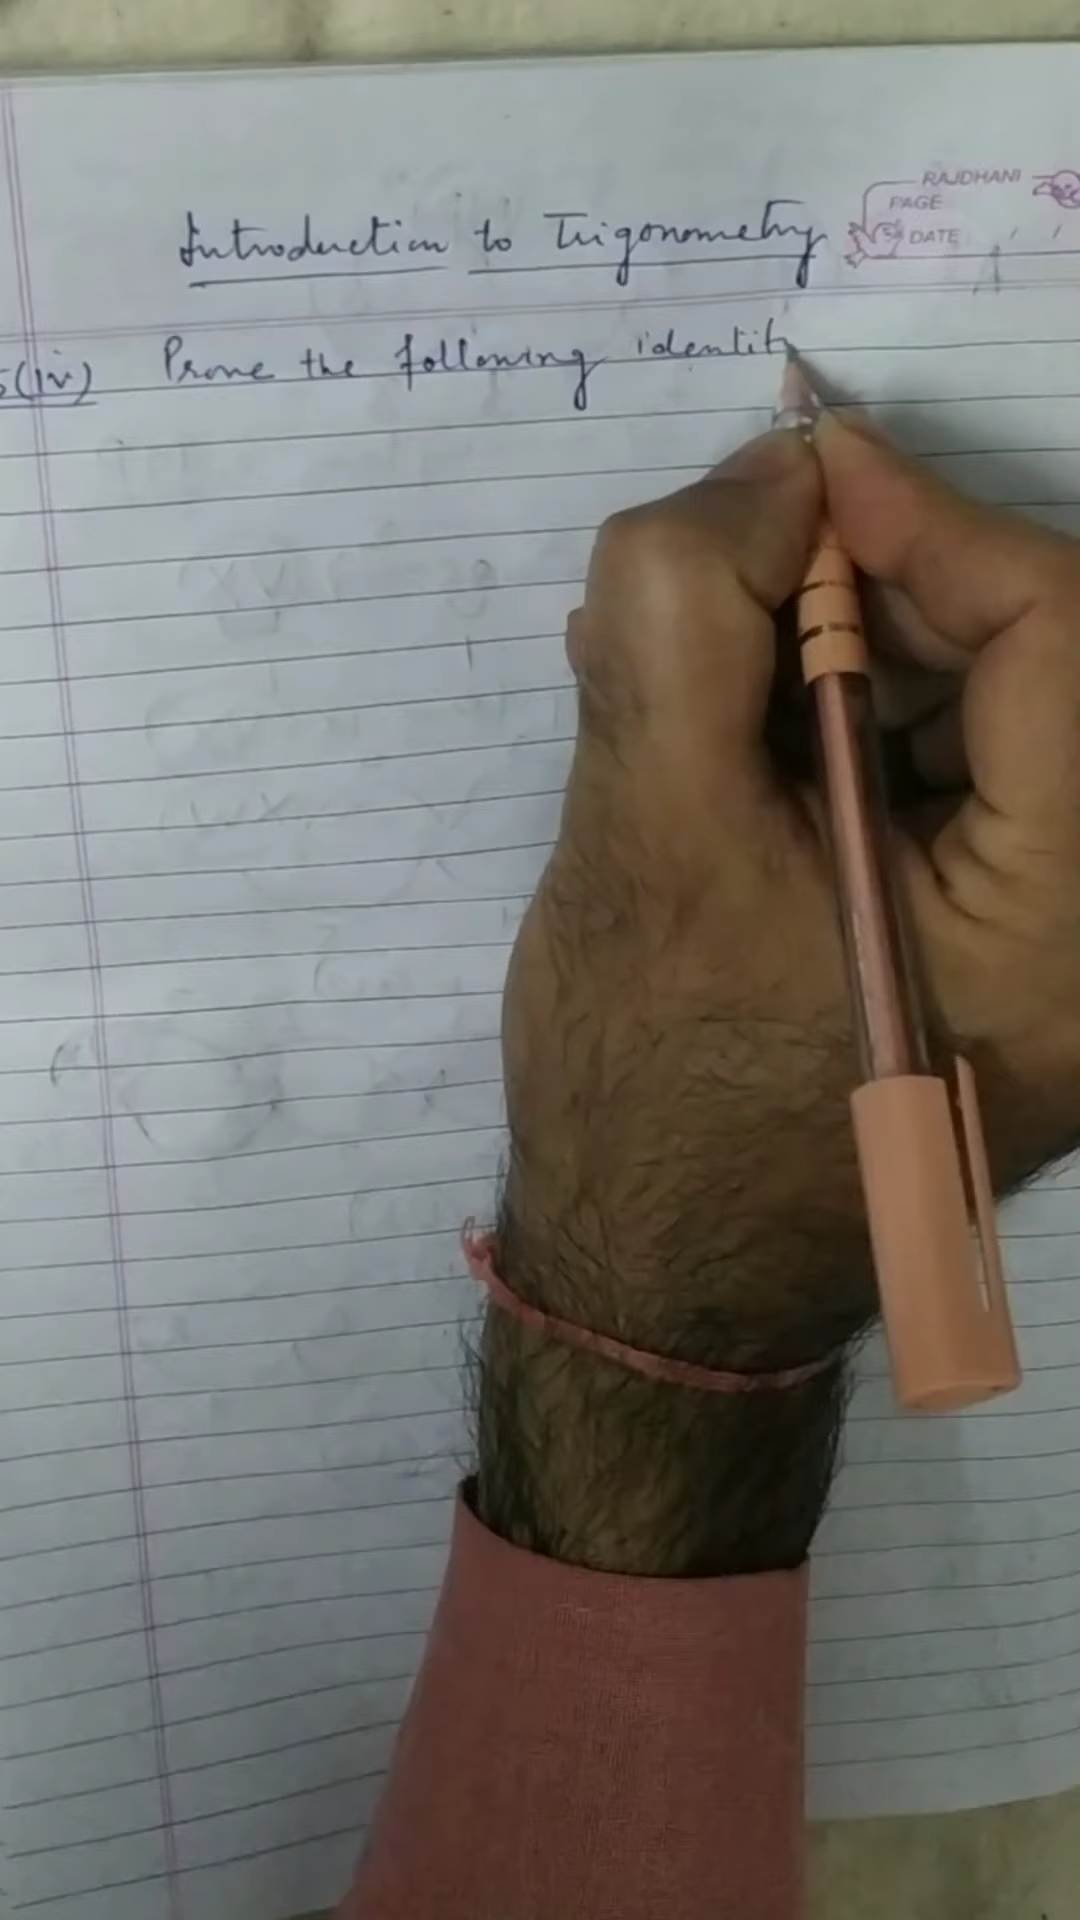 Introduction to Trigonometry
RAJDHANI
PAGE
DATE / /
5(iv) Prove the following identity